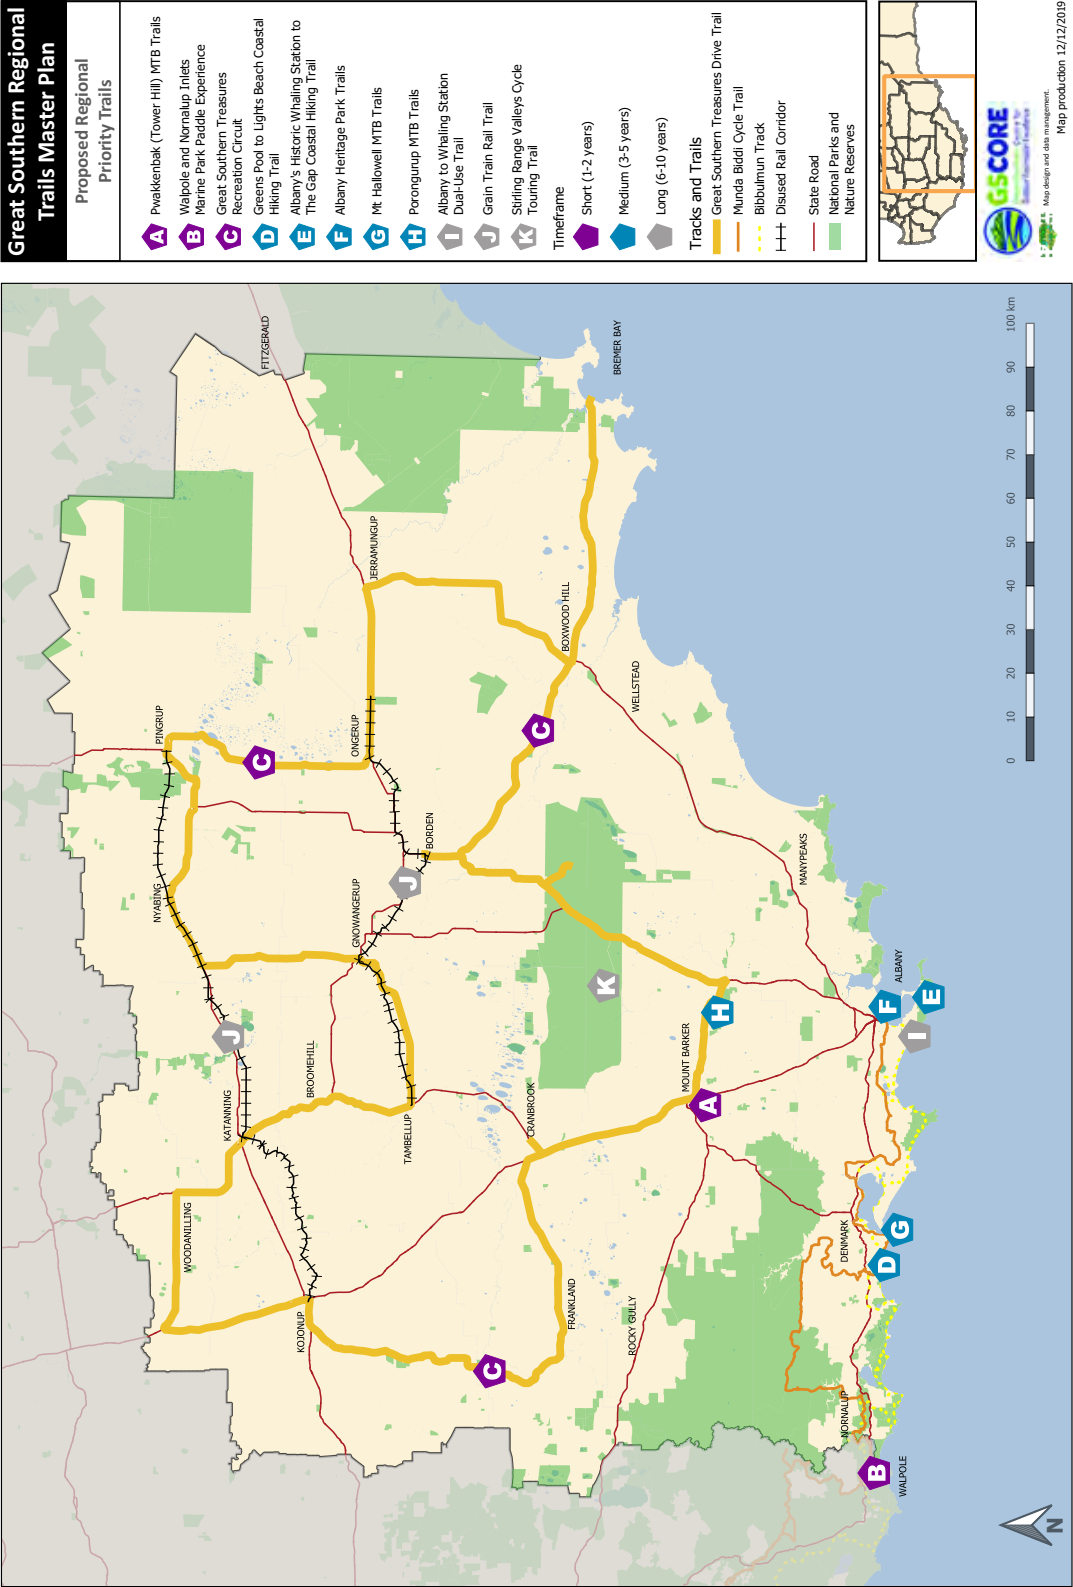 Great Southern Regional
Trails Master Plan
Proposed Regional
Priority Trails
A Pwakkenbak (Tower Hill) MTB Trails
B Walpole and Nornalup Inlets
Marine Park Paddle Experience
C Great Southern Treasures
Recreation Circuit
D Greens Pool to Lights Beach Coastal
Hiking Trail
E Albany's Historic Whaling Station to
The Gap Coastal Hiking Trail
F Albany Heritage Park Trails
G Mt Hallowell MTB Trails
H Porongurup MTB Trails
I Albany to Whaling Station
Dual-Use Trail
J Grain Train Rail Trail
K Stirling Range Valleys Cycle
Touring Trail
Timeframe
Short (1-2 years)
Medium (3-5 years)
Long (6-10 years)
Tracks and Trails
Great Southern Treasures Drive Trail
Munda Biddi Cycle Trail
Bibbulmun Track
Disused Rail Corridor
State Road
National Parks and
Nature Reserves
GSCORE
Map design and data management.
Map production 12/12/2019
FITZGERALD
BREMER BAY
JERRAMUNGUP
BOXWOOD HILL
WELLSTEAD
PINGRUP
C
ONGERUP
C
BORDEN
MANYPEAKS
NYABING
J
GNOWANGERUP
ALBANY
K
J
H
F
E
I
MOUNT BARKER
BROOMEHILL
KATANNING
A
TAMBELLUP
CRANBROOK
WOODANILLING
DENMARK
G
D
KOJONUP
FRANKLAND
ROCKY GULLY
C
NORNALUP
B
WALPOLE
0 10 20 30 40 50 60 70 80 90 100 km
N